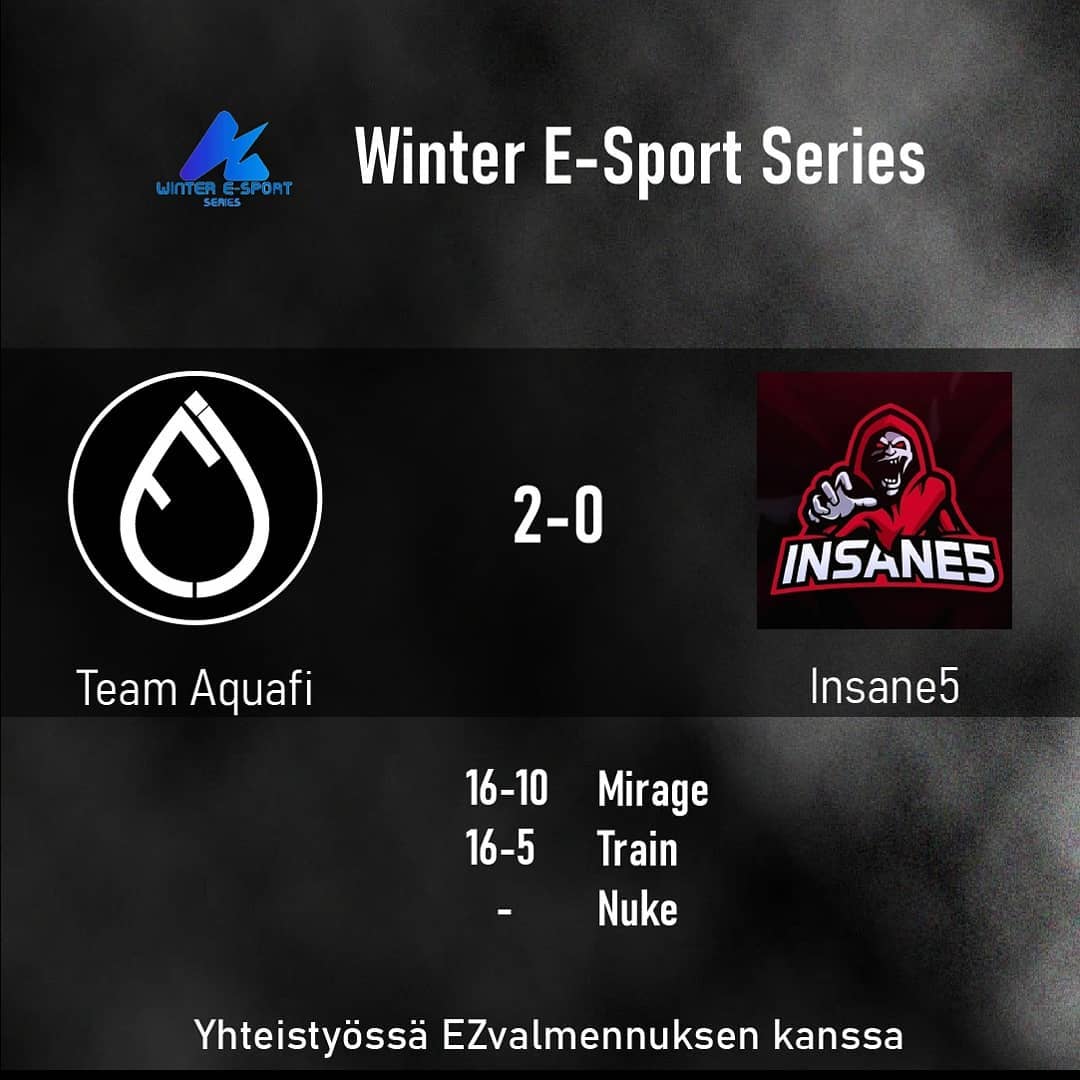 Winter E-Sport Series
WINTER E-SPORT
SERIES
2-0
INSANE5
Team Aquafi
Insane5
16-10 Mirage
16-5 Train
- Nuke
Yhteistyössä EZvalmennuksen kanssa